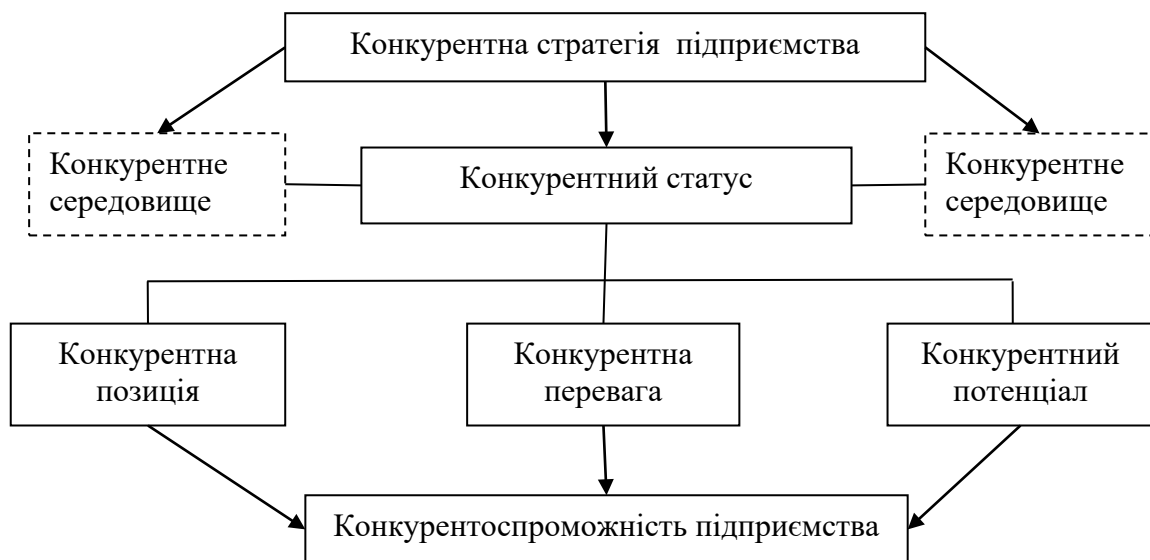 Конкурентна стратегія підприємства
Конкурентне
середовище
Конкурентний статус
Конкурентне
середовище
Конкурентна
позиція
Конкурентна
перевага
Конкурентний
потенціал
Конкурентоспроможність підприємства